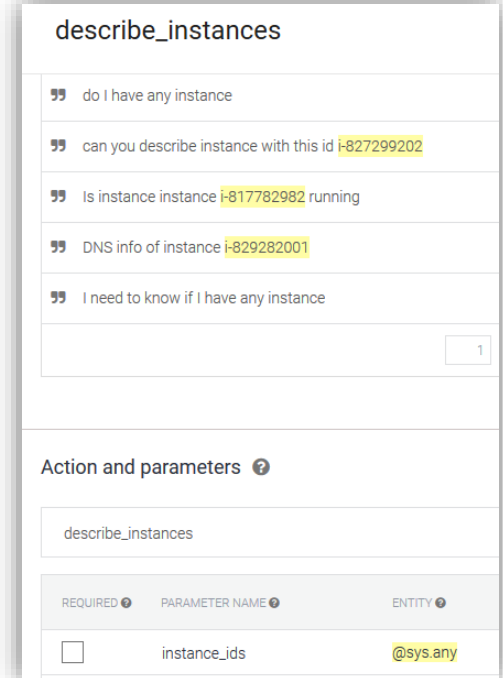 describe_instances
do I have any instance
can you describe instance with this id i-827299202
Is instance instance i-817782982 running
DNS info of instance i-829282001
I need to know if I have any instance
1
Action and parameters
describe_instances
REQUIRED PARAMETER NAME ENTITY
instance_ids @sys.any